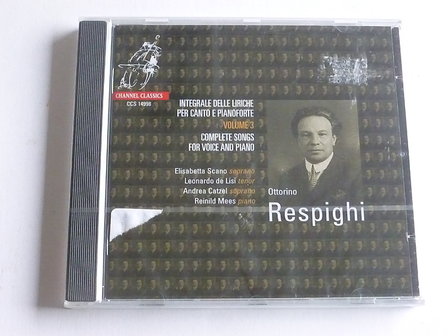 CHANNEL CLASSICS
CCS 14998
INTEGRALE DELLE LIRICHE
PER CANTO E PIANOFORTE
VOLUME 3
COMPLETE SONGS
FOR VOICE AND PIANO
Elisabetta Scano soprano
Leonardo de Lisi tenor
Andrea Catzel soprano
Reinild Mees piano
Ottorino
Respighi